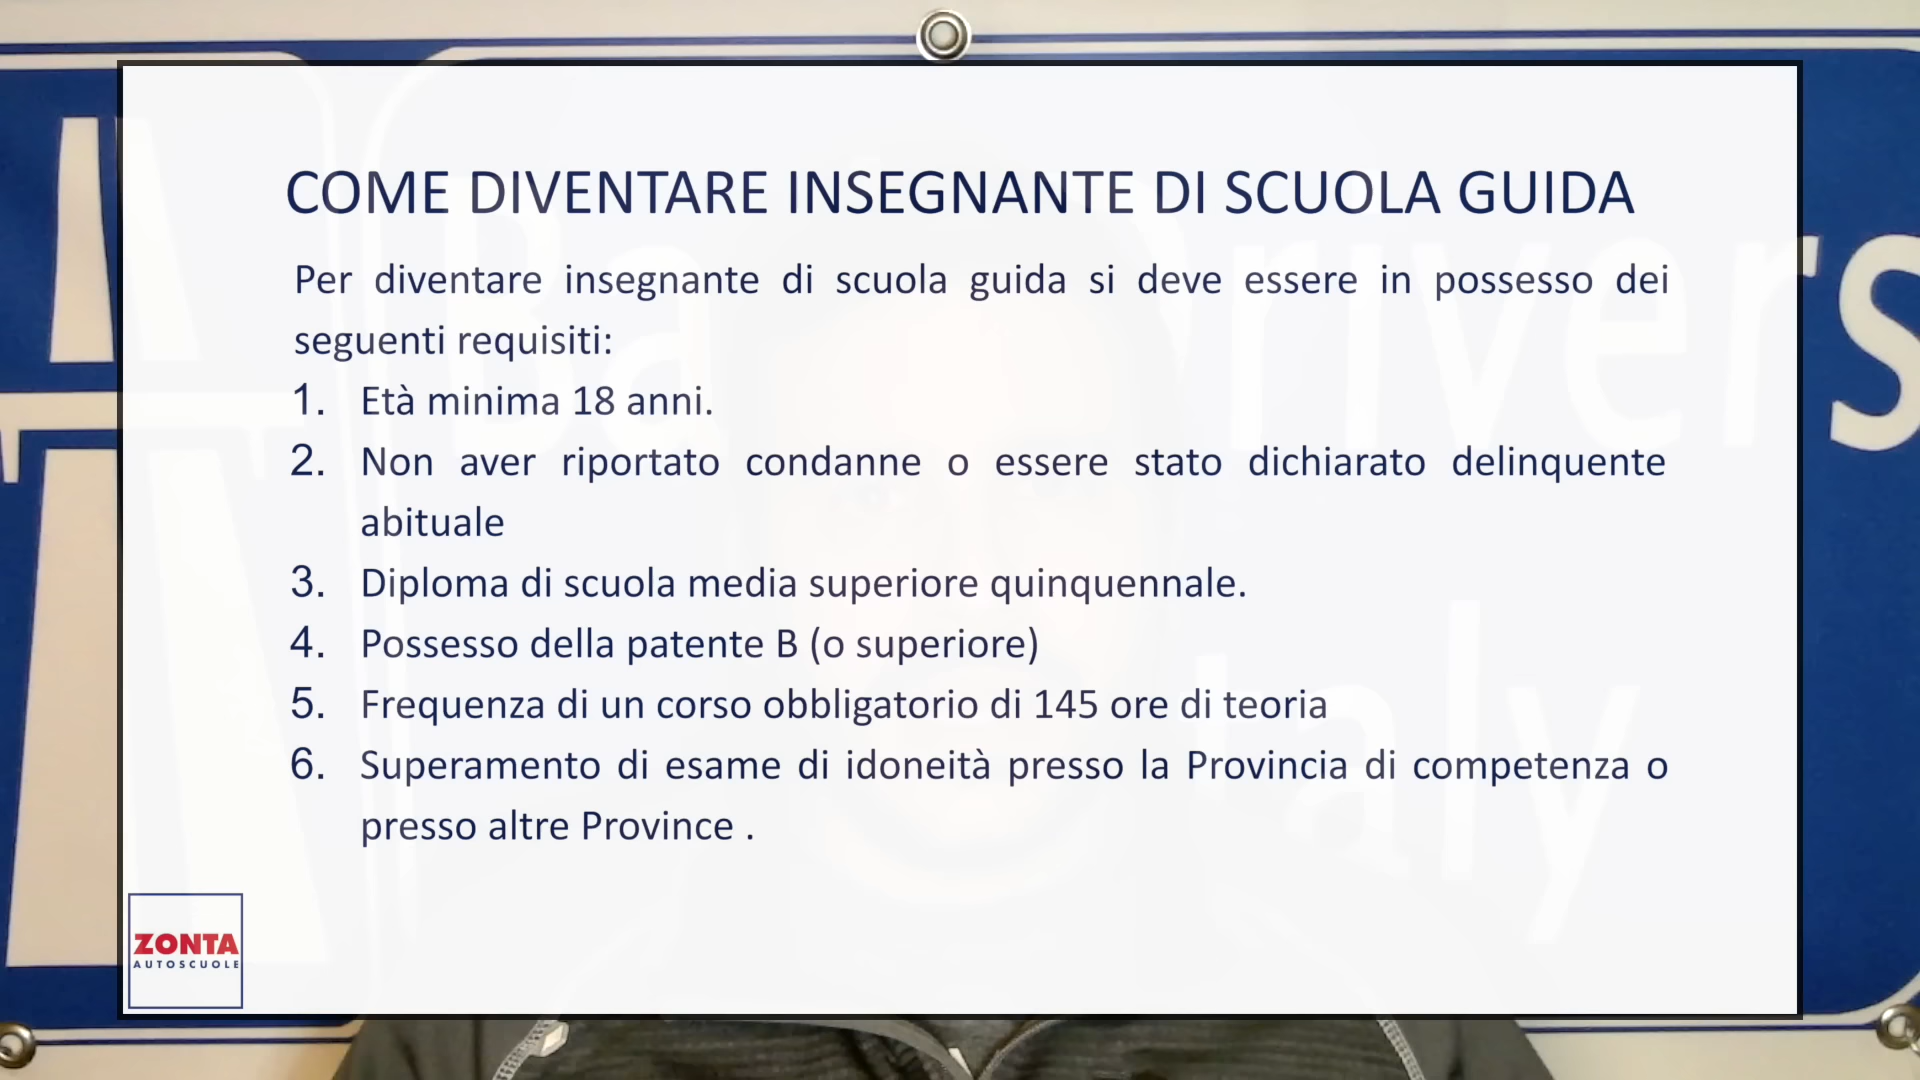 COME DIVENTARE INSEGNANTE DI SCUOLA GUIDA
Per diventare insegnante di scuola guida si deve essere in possesso dei
seguenti requisiti:
1. Età minima 18 anni.
2. Non aver riportato condanne o essere stato dichiarato delinquente
abituale
3. Diploma di scuola media superiore quinquennale.
4. Possesso della patente B (o superiore)
5. Frequenza di un corso obbligatorio di 145 ore di teoria
6. Superamento di esame di idoneità presso la Provincia di competenza o
presso altre Province .
ZONTA
AUTOSCUOLE